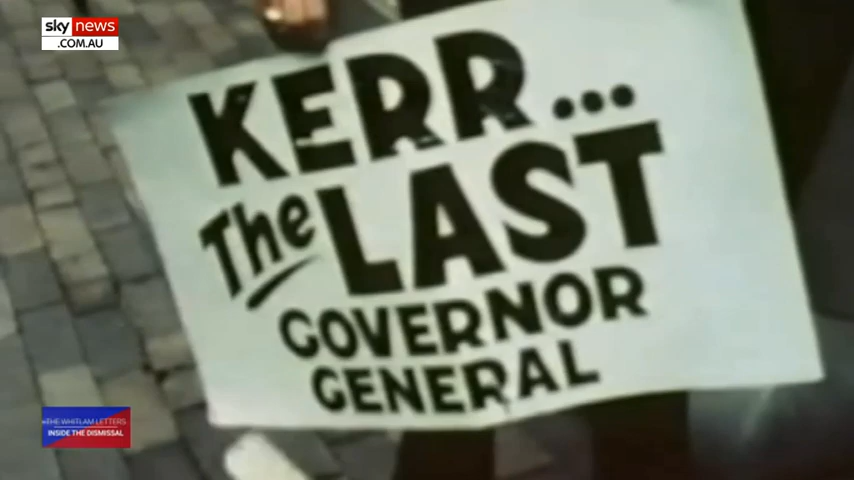 sky news
.COM.AU
KERR...
The LAST
GOVERNOR
GENERAL
THE WHITLAM LETTERS
INSIDE THE DISMISSAL